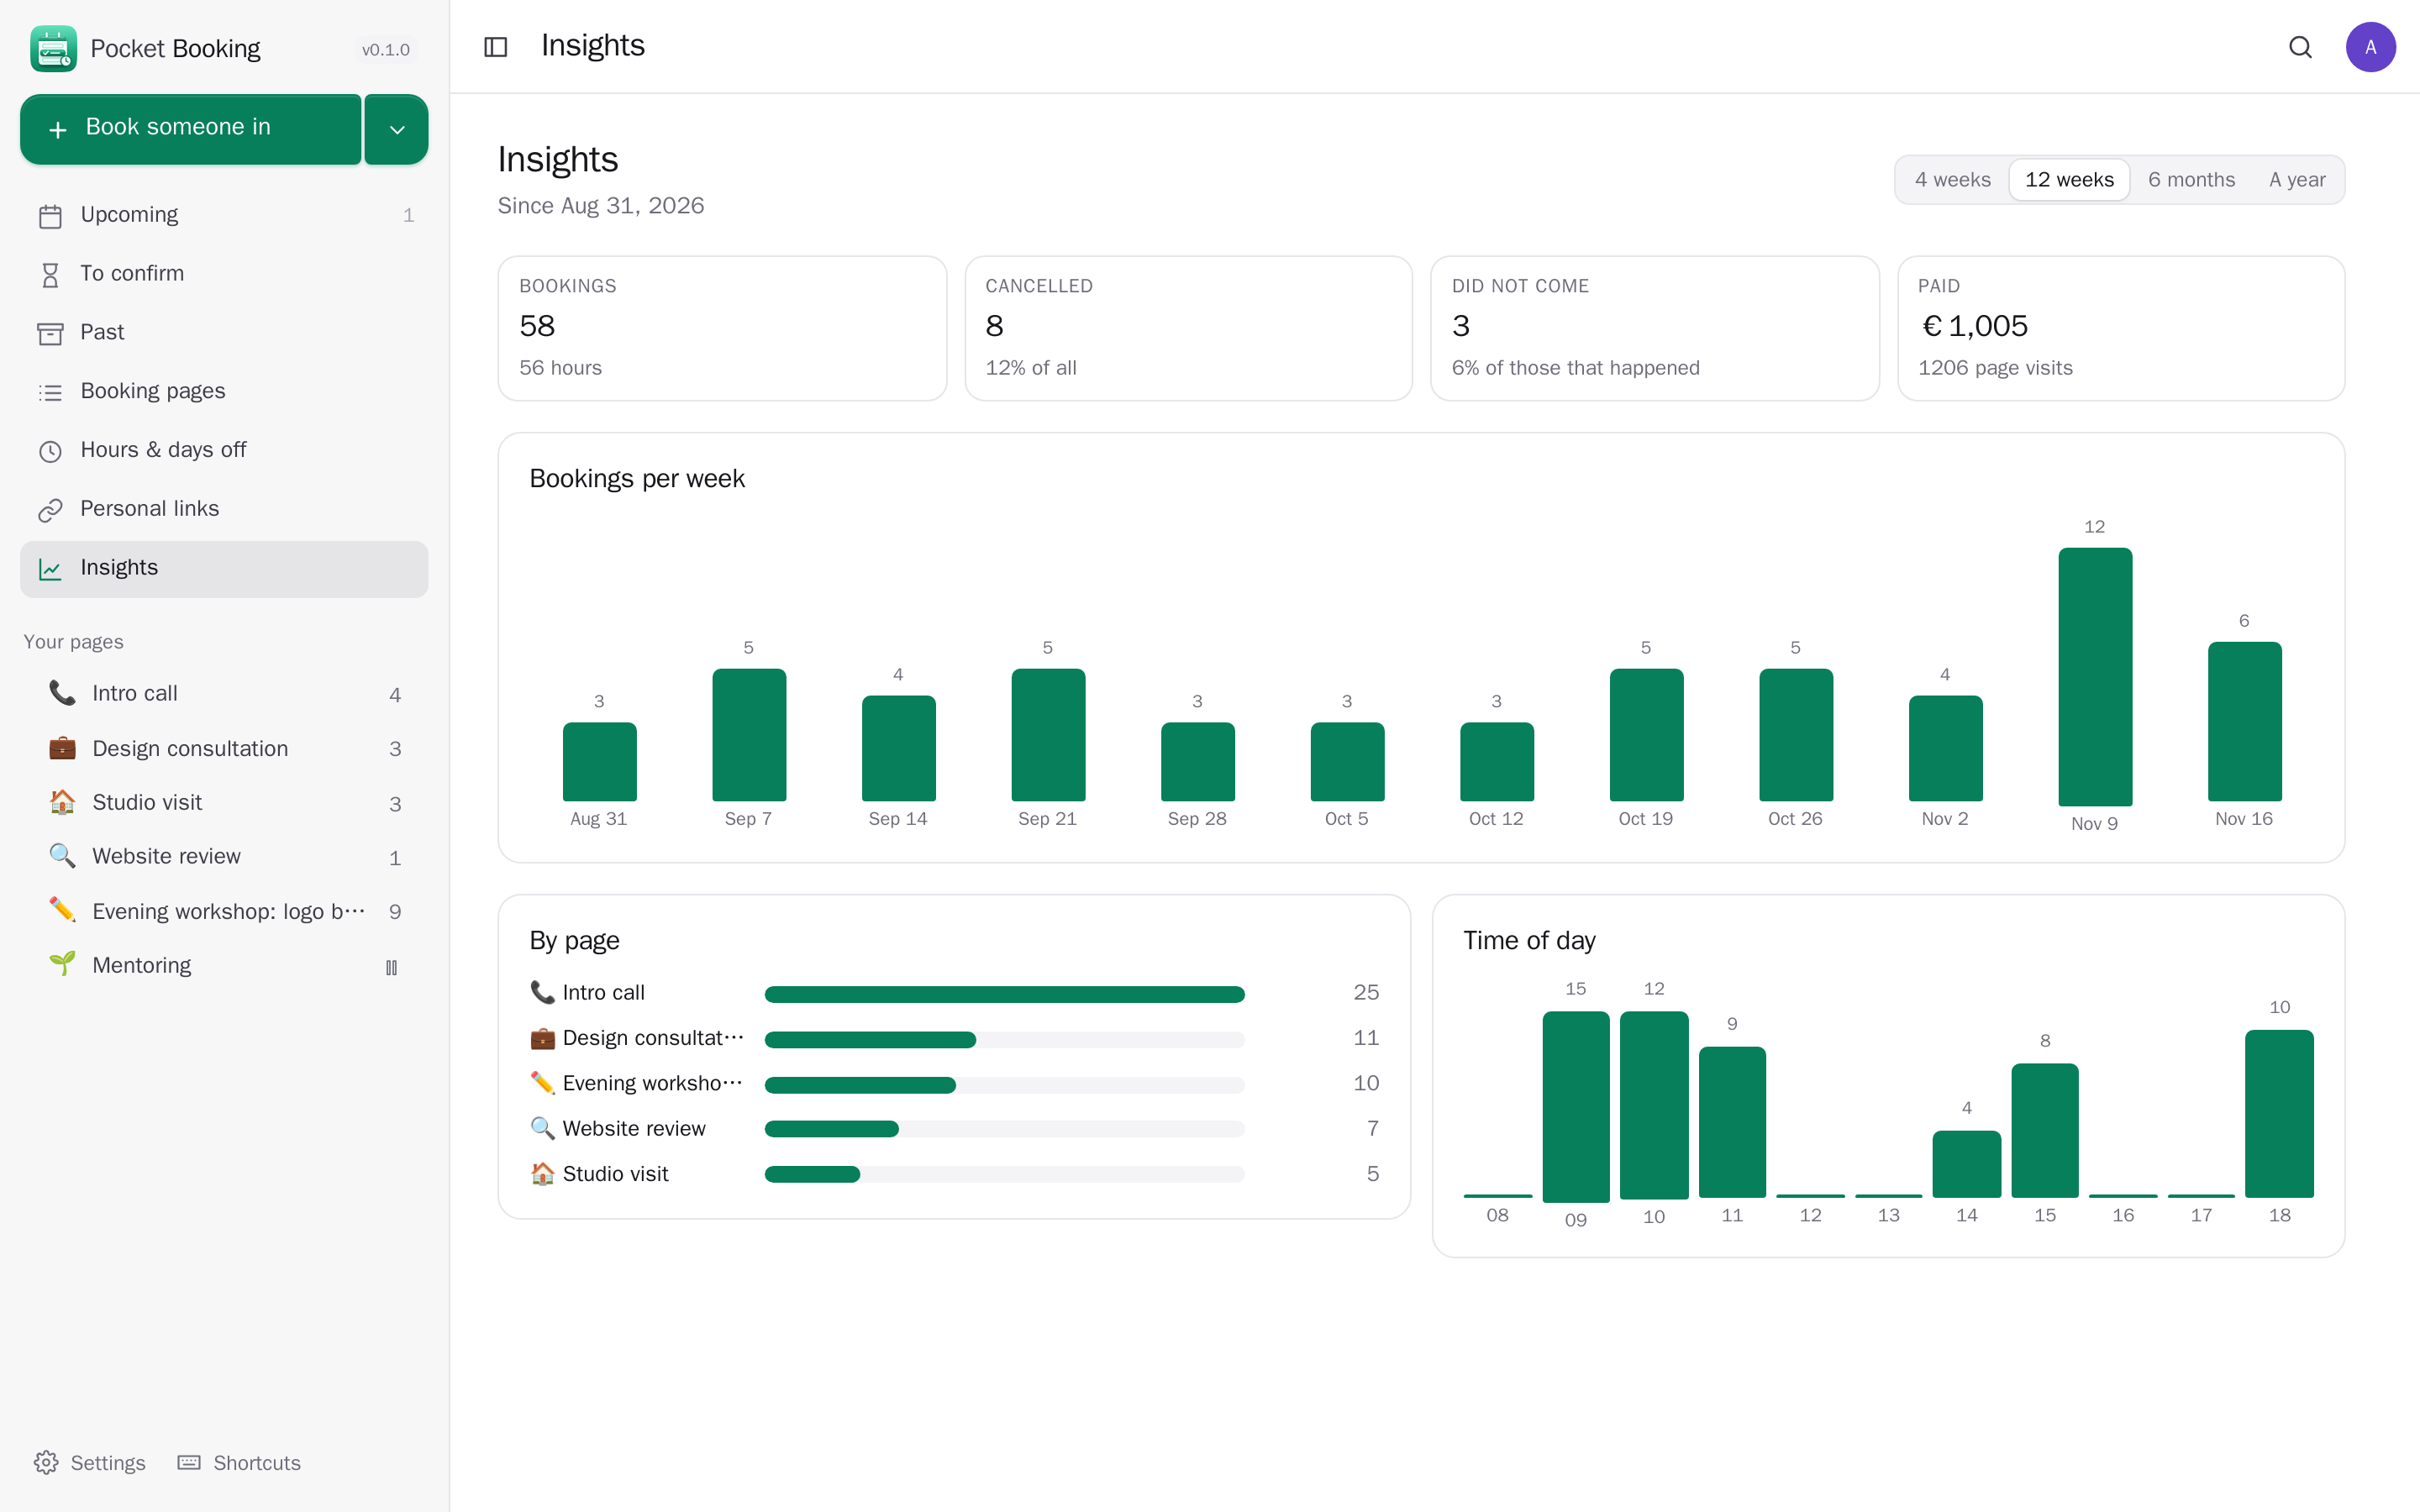 Pocket Booking v0.1.0
Book someone in
Upcoming 1
To confirm
Past
Booking pages
Hours & days off
Personal links
Insights
Your pages
Intro call 4
Design consultation 3
Studio visit 3
Website review 1
Evening workshop: logo b… 9
Mentoring
Settings Shortcuts
Insights A
Insights
Since Aug 31, 2026
4 weeks 12 weeks 6 months A year
BOOKINGS
58
56 hours
CANCELLED
8
12% of all
DID NOT COME
3
6% of those that happened
PAID
€ 1,005
1206 page visits
Bookings per week
3 5 4 5 3 3 3 5 5 4 12 6
Aug 31 Sep 7 Sep 14 Sep 21 Sep 28 Oct 5 Oct 12 Oct 19 Oct 26 Nov 2 Nov 9 Nov 16
By page
Intro call 25
Design consultat… 11
Evening worksho… 10
Website review 7
Studio visit 5
Time of day
15 12 9 4 8 10
08 09 10 11 12 13 14 15 16 17 18